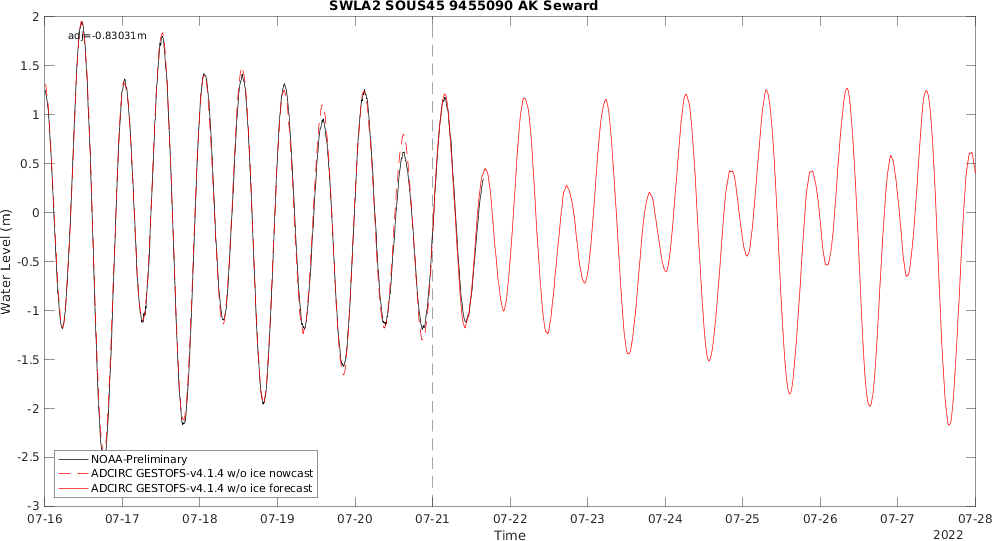 SWLA2 SOUS45 9455090 AK Seward
adj=-0.83031m
2
1.5
1
0.5
0
-0.5
-1
-1.5
-2
-2.5
-3
Water Level (m)
NOAA-Preliminary
ADCIRC GESTOFS-v4.1.4 w/o ice nowcast
ADCIRC GESTOFS-v4.1.4 w/o ice forecast
07-16 07-17 07-18 07-19 07-20 07-21 07-22 07-23 07-24 07-25 07-26 07-27 07-28
Time
2022